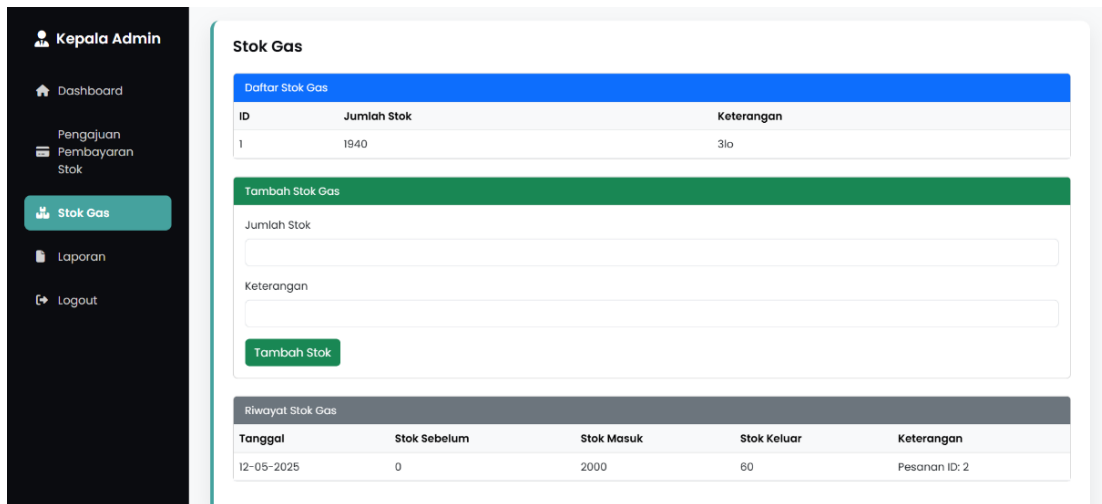 Kepala Admin
Dashboard
Pengajuan
Pembayaran
Stok
Stok Gas
Laporan
Logout
Stok Gas
Daftar Stok Gas
ID Jumlah Stok Keterangan
1 1940 3lo
Tambah Stok Gas
Jumlah Stok
Keterangan
Tambah Stok
Riwayat Stok Gas
Tanggal Stok Sebelum Stok Masuk Stok Keluar Keterangan
12-05-2025 0 2000 60 Pesanan ID: 2